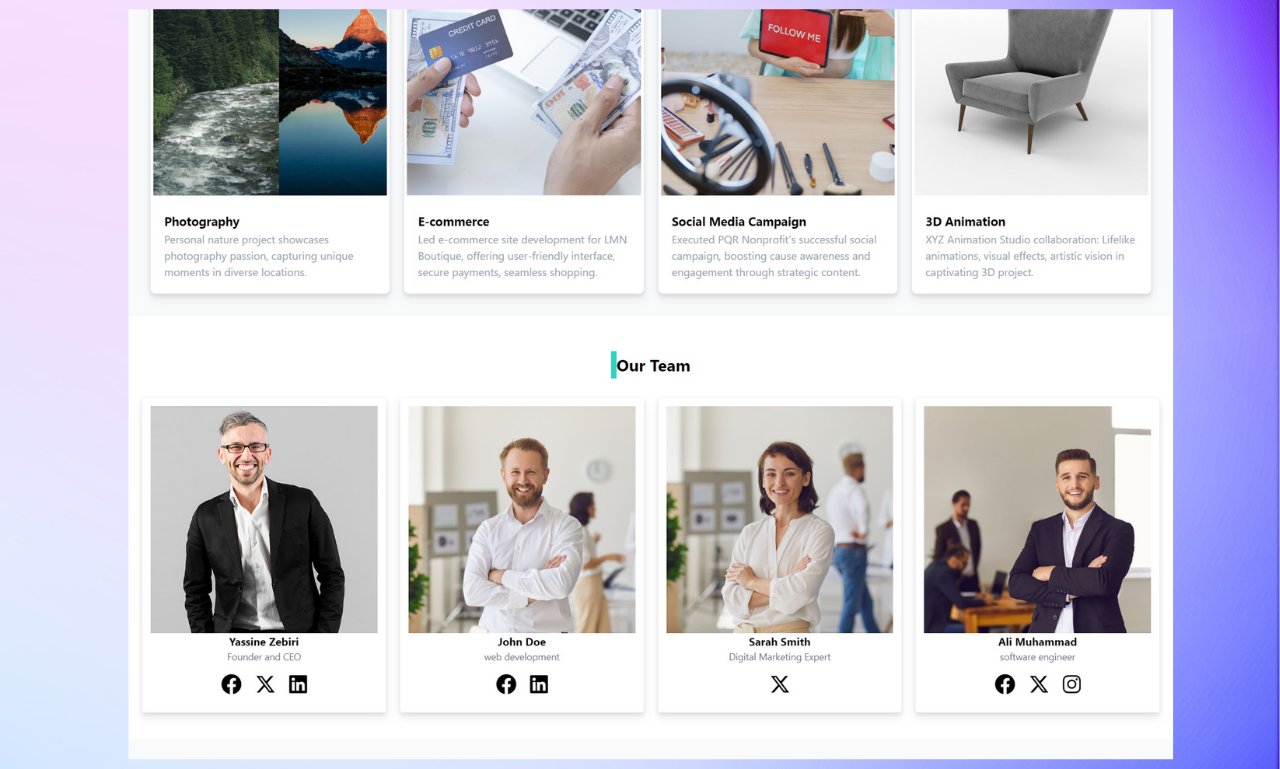 CREDIT CARD
FOLLOW ME
Photography
Personal nature project showcases
photography passion, capturing unique
moments in diverse locations.
E-commerce
Led e-commerce site development for LMN
Boutique, offering user-friendly interface,
secure payments, seamless shopping.
Social Media Campaign
Executed PQR Nonprofit's successful social
campaign, boosting cause awareness and
engagement through strategic content.
3D Animation
XYZ Animation Studio collaboration: Lifelike
animations, visual effects, artistic vision in
captivating 3D project.
Our Team
Yassine Zebiri
Founder and CEO
John Doe
web development
Sarah Smith
Digital Marketing Expert
Ali Muhammad
software engineer